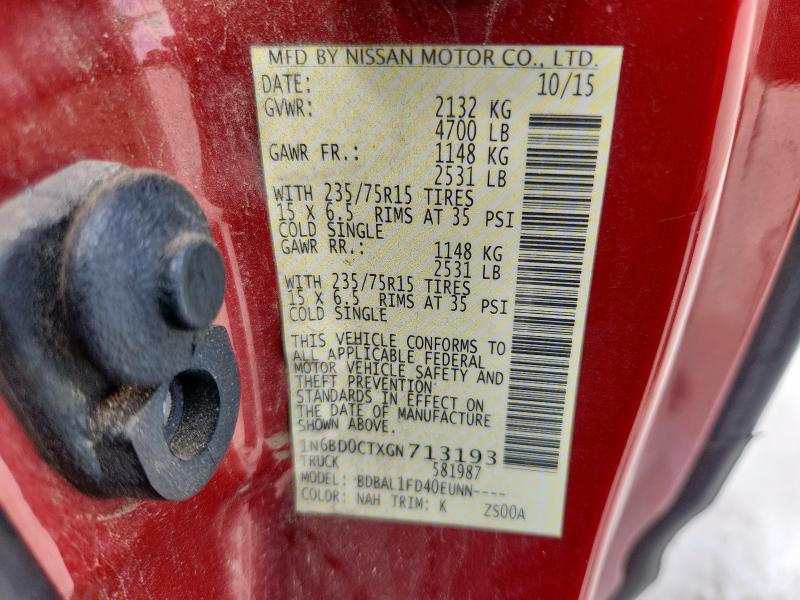 MFD BY NISSAN MOTOR CO., LTD.
DATE: 10/15
GVWR: 2132 KG
4700 LB
GAWR FR.: 1148 KG
2531 LB
WITH 235/75R15 TIRES
15 X 6.5 RIMS AT 35 PSI
COLD SINGLE
GAWR RR.: 1148 KG
2531 LB
WITH 235/75R15 TIRES
15 X 6.5 RIMS AT 35 PSI
COLD SINGLE
THIS VEHICLE CONFORMS TO
ALL APPLICABLE FEDERAL
MOTOR VEHICLE SAFETY AND
THEFT PREVENTION
STANDARDS IN EFFECT ON
THE DATE OF MANUFACTURE
SHOWN ABOVE.
1N6BD0CTXGN713193
TRUCK 581987
MODEL: BDBAL1FD40EUNN----
COLOR: NAH TRIM: K ZS00A